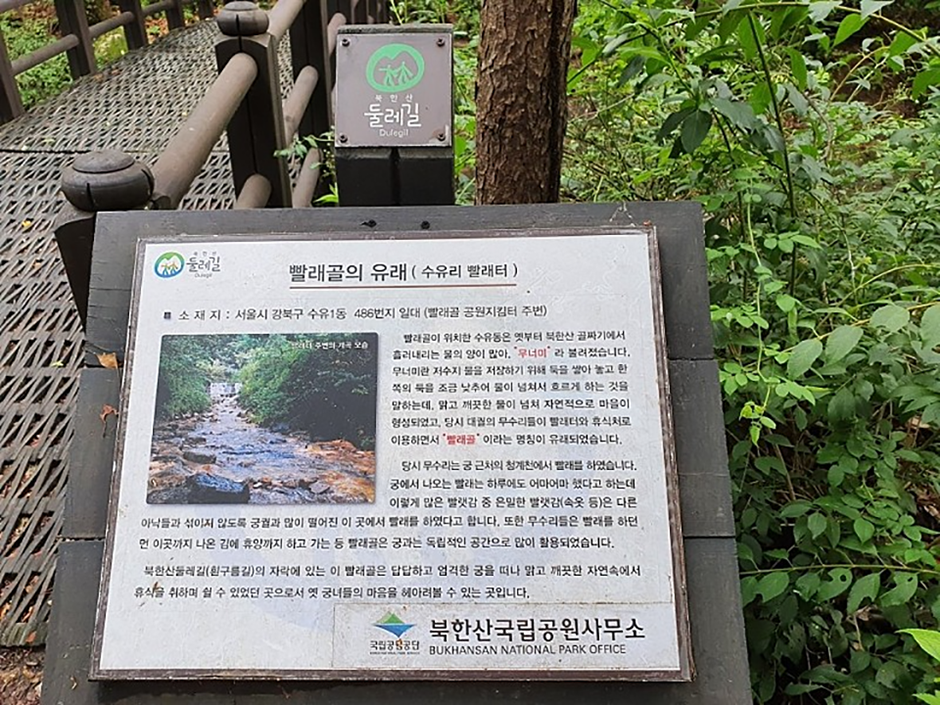 북한산
둘레길
Dulegil
북한산
둘레길
Dulegil
빨래골의 유래 ( 수유리 빨래터 )
소 재 지 : 서울시 강북구 수유1동 486번지 일대 (빨래골 공원지킴터 주변)
빨래터 주변의 계곡 모습
빨래골이 위치한 수유동은 옛부터 북한산 골짜기에서
흘러내리는 물의 양이 많아, "무너미" 라 불려졌습니다.
무너미란 저수지 물을 저장하기 위해 둑을 쌓아 놓고 한
쪽의 둑을 조금 낮추어 물이 넘쳐서 흐르게 하는 것을
말하는데, 맑고 깨끗한 물이 넘쳐 자연적으로 마을이
형성되었고, 당시 대궐의 무수리들이 빨래터와 휴식처로
이용하면서 "빨래골" 이라는 명칭이 유래되었습니다.
당시 무수리는 궁 근처의 청계천에서 빨래를 하였습니다.
궁에서 나오는 빨래는 하루에도 어마어마 했다고 하는데
이렇게 많은 빨랫감 중 은밀한 빨랫감(속옷 등)은 다른
아낙들과 섞이지 않도록 궁궐과 많이 떨어진 이 곳에서 빨래를 하였다고 합니다. 또한 무수리들은 빨래를 하던
먼 이곳까지 나온 김에 휴양까지 하고 가는 등 빨래골은 궁과는 독립적인 공간으로 많이 활용되었습니다.
북한산둘레길(흰구름길)의 자락에 있는 이 빨래골은 답답하고 엄격한 궁을 떠나 맑고 깨끗한 자연속에서
휴식을 취하며 쉴 수 있었던 곳으로서 옛 궁녀들의 마음을 헤아려볼 수 있는 곳입니다.
국립공원공단
북한산국립공원사무소
BUKHANSAN NATIONAL PARK OFFICE